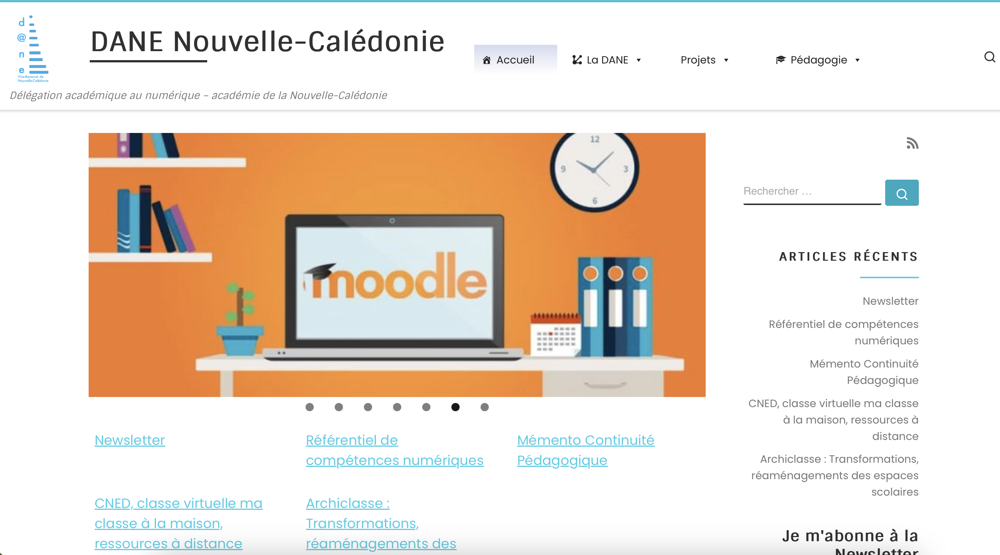 d
@
n
e
Vice-Rectorat de
Nouvelle-Calédonie
DANE Nouvelle-Calédonie
Accueil
La DANE
Projets
Pédagogie
Délégation académique au numérique – académie de la Nouvelle-Calédonie
12
9
3
6
moodle
Rechercher …
ARTICLES RÉCENTS
Newsletter
Référentiel de compétences
numériques
Mémento Continuité
Pédagogique
CNED, classe virtuelle ma classe
à la maison, ressources à
distance
Archiclasse : Transformations,
réaménagements des espaces
scolaires
Je m'abonne à la
Newsletter
Newsletter
Référentiel de
compétences numériques
Mémento Continuité
Pédagogique
CNED, classe virtuelle ma
classe à la maison,
ressources à distance
Archiclasse :
Transformations,
réaménagements des